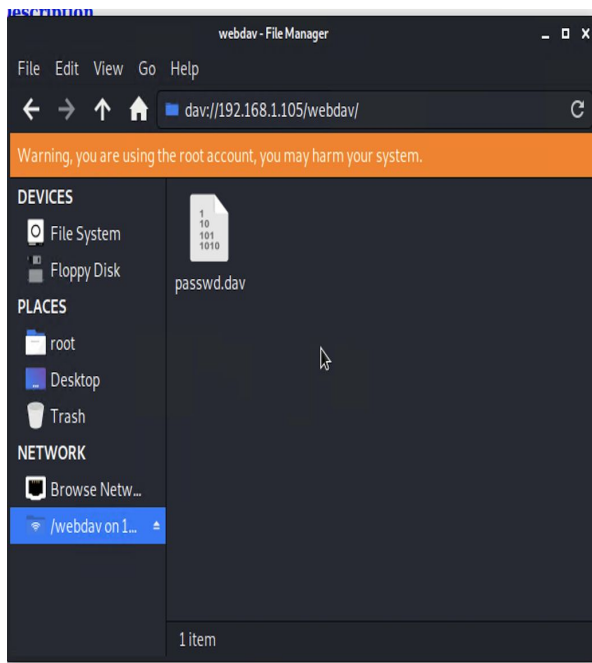 description
webdav - File Manager
File Edit View Go Help
dav://192.168.1.105/webdav/
Warning, you are using the root account, you may harm your system.
DEVICES
File System
Floppy Disk
PLACES
root
Desktop
Trash
NETWORK
Browse Netw...
/webdav on 1...
1
10
101
1010
passwd.dav
1 item